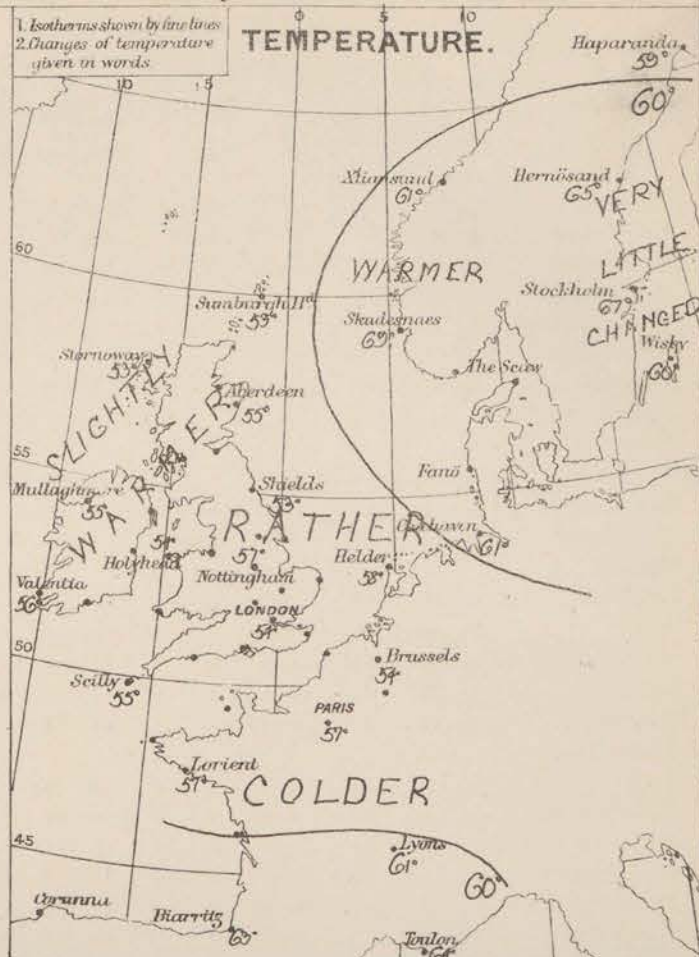 1. Isotherms shown by fine lines
2. Changes of temperature
given in words
TEMPERATURE.
0 5 10
10 15
Haparanda
59°
60°
Xtiansund
61°
Hernösand
65°
VERY
LITTLE
CHANGED
60
WARMER
Stockholm
67°
Sumburgh Hd
53°
Skudesnaes
Wisby
Stornoway
53°
The Scaw
Aberdeen
55°
SLIGHTLY
WARMER
55
Fanö
Mullaghmore
55°
Shields
53°
RATHER
COLDER
Cuxhaven
61°
Holyhead
54°
57°
Nottingham
Helder
58°
Valentia
56°
LONDON
54°
50
Brussels
54°
Scilly
55°
PARIS
57°
Lorient
57°
45
Lyons
61°
60°
Corunna
Biarritz
63°
Toulon